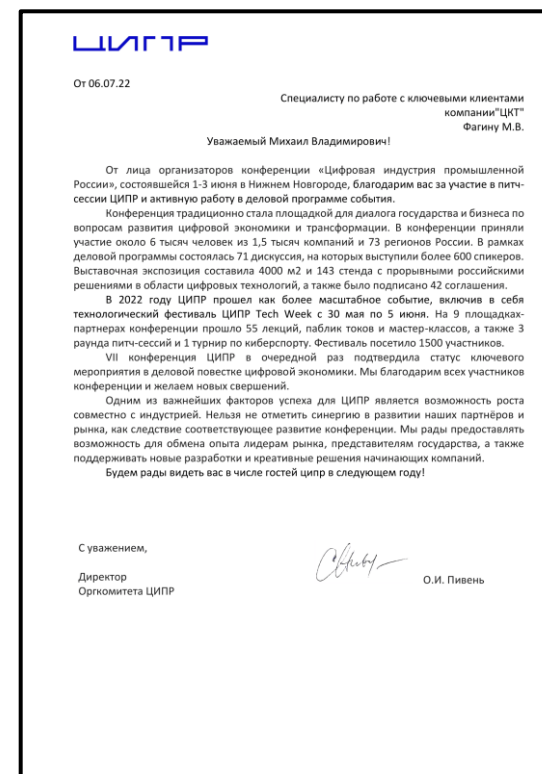 ЦИПР
От 06.07.22
Специалисту по работе с ключевыми клиентами
компании"ЦКТ"
Фагину М.В.
Уважаемый Михаил Владимирович!
От лица организаторов конференции «Цифровая индустрия промышленной
России», состоявшейся 1-3 июня в Нижнем Новгороде, благодарим вас за участие в питч-
сессии ЦИПР и активную работу в деловой программе события.
Конференция традиционно стала площадкой для диалога государства и бизнеса по
вопросам развития цифровой экономики и трансформации. В конференции приняли
участие около 6 тысяч человек из 1,5 тысяч компаний и 73 регионов России. В рамках
деловой программы состоялась 71 дискуссия, на которых выступили более 600 спикеров.
Выставочная экспозиция составила 4000 м2 и 143 стенда с прорывными российскими
решениями в области цифровых технологий, а также было подписано 42 соглашения.
В 2022 году ЦИПР прошел как более масштабное событие, включив в себя
технологический фестиваль ЦИПР Tech Week с 30 мая по 5 июня. На 9 площадках-
партнерах конференции прошло 55 лекций, паблик токов и мастер-классов, а также 3
раунда питч-сессий и 1 турнир по киберспорту. Фестиваль посетило 1500 участников.
VII конференция ЦИПР в очередной раз подтвердила статус ключевого
мероприятия в деловой повестке цифровой экономики. Мы благодарим всех участников
конференции и желаем новых свершений.
Одним из важнейших факторов успеха для ЦИПР является возможность роста
совместно с индустрией. Нельзя не отметить синергию в развитии наших партнёров и
рынка, как следствие соответствующее развитие конференции. Мы рады предоставлять
возможность для обмена опыта лидерам рынка, представителям государства, а также
поддерживать новые разработки и креативные решения начинающих компаний.
Будем рады видеть вас в числе гостей ципр в следующем году!
С уважением,
Директор
Оргкомитета ЦИПР
О.И. Пивень